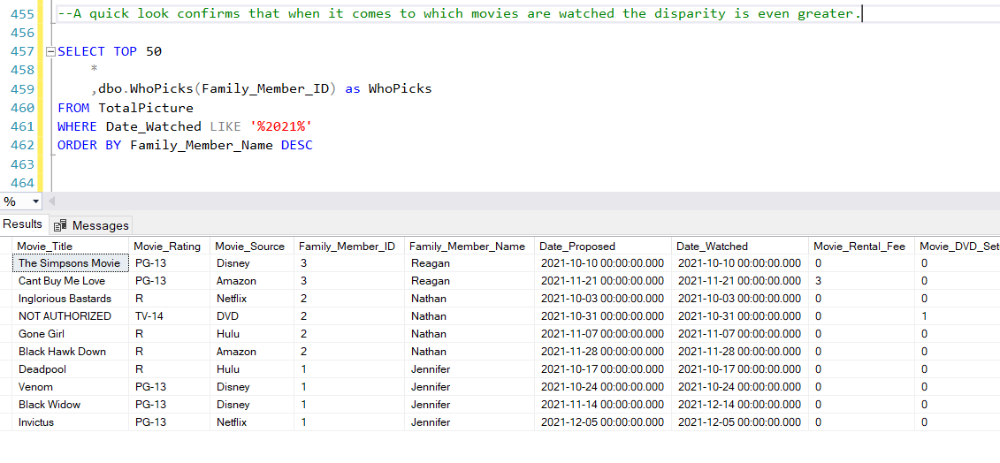 455 --A quick look confirms that when it comes to which movies are watched the disparity is even greater.
456
457 SELECT TOP 50
458 *
459 ,dbo.WhoPicks(Family_Member_ID) as WhoPicks
460 FROM TotalPicture
461 WHERE Date_Watched LIKE '%2021%'
462 ORDER BY Family_Member_Name DESC
463
464
%
Results Messages
Movie_Title Movie_Rating Movie_Source Family_Member_ID Family_Member_Name Date_Proposed Date_Watched Movie_Rental_Fee Movie_DVD_Set
The Simpsons Movie PG-13 Disney 3 Reagan 2021-10-10 00:00:00.000 2021-10-10 00:00:00.000 0 0
Cant Buy Me Love PG-13 Amazon 3 Reagan 2021-11-21 00:00:00.000 2021-11-21 00:00:00.000 3 0
Inglorious Bastards R Netflix 2 Nathan 2021-10-03 00:00:00.000 2021-10-03 00:00:00.000 0 0
NOT AUTHORIZED TV-14 DVD 2 Nathan 2021-10-31 00:00:00.000 2021-10-31 00:00:00.000 0 1
Gone Girl R Hulu 2 Nathan 2021-11-07 00:00:00.000 2021-11-07 00:00:00.000 0 0
Black Hawk Down R Amazon 2 Nathan 2021-11-28 00:00:00.000 2021-11-28 00:00:00.000 0 0
Deadpool R Hulu 1 Jennifer 2021-10-17 00:00:00.000 2021-10-17 00:00:00.000 0 0
Venom PG-13 Disney 1 Jennifer 2021-10-24 00:00:00.000 2021-10-24 00:00:00.000 0 0
Black Widow PG-13 Disney 1 Jennifer 2021-11-14 00:00:00.000 2021-12-14 00:00:00.000 0 0
Invictus PG-13 Netflix 1 Jennifer 2021-12-05 00:00:00.000 2021-12-05 00:00:00.000 0 0